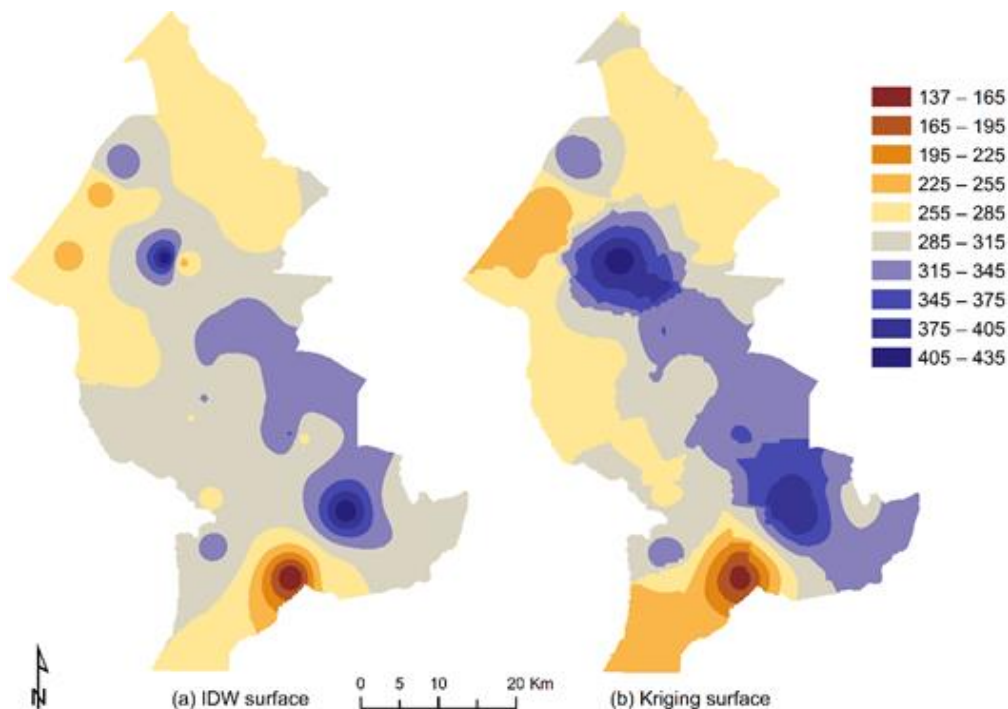 137 – 165
165 – 195
195 – 225
225 – 255
255 – 285
285 – 315
315 – 345
345 – 375
375 – 405
405 – 435
N
(a) IDW surface
0 5 10 20 Km
(b) Kriging surface